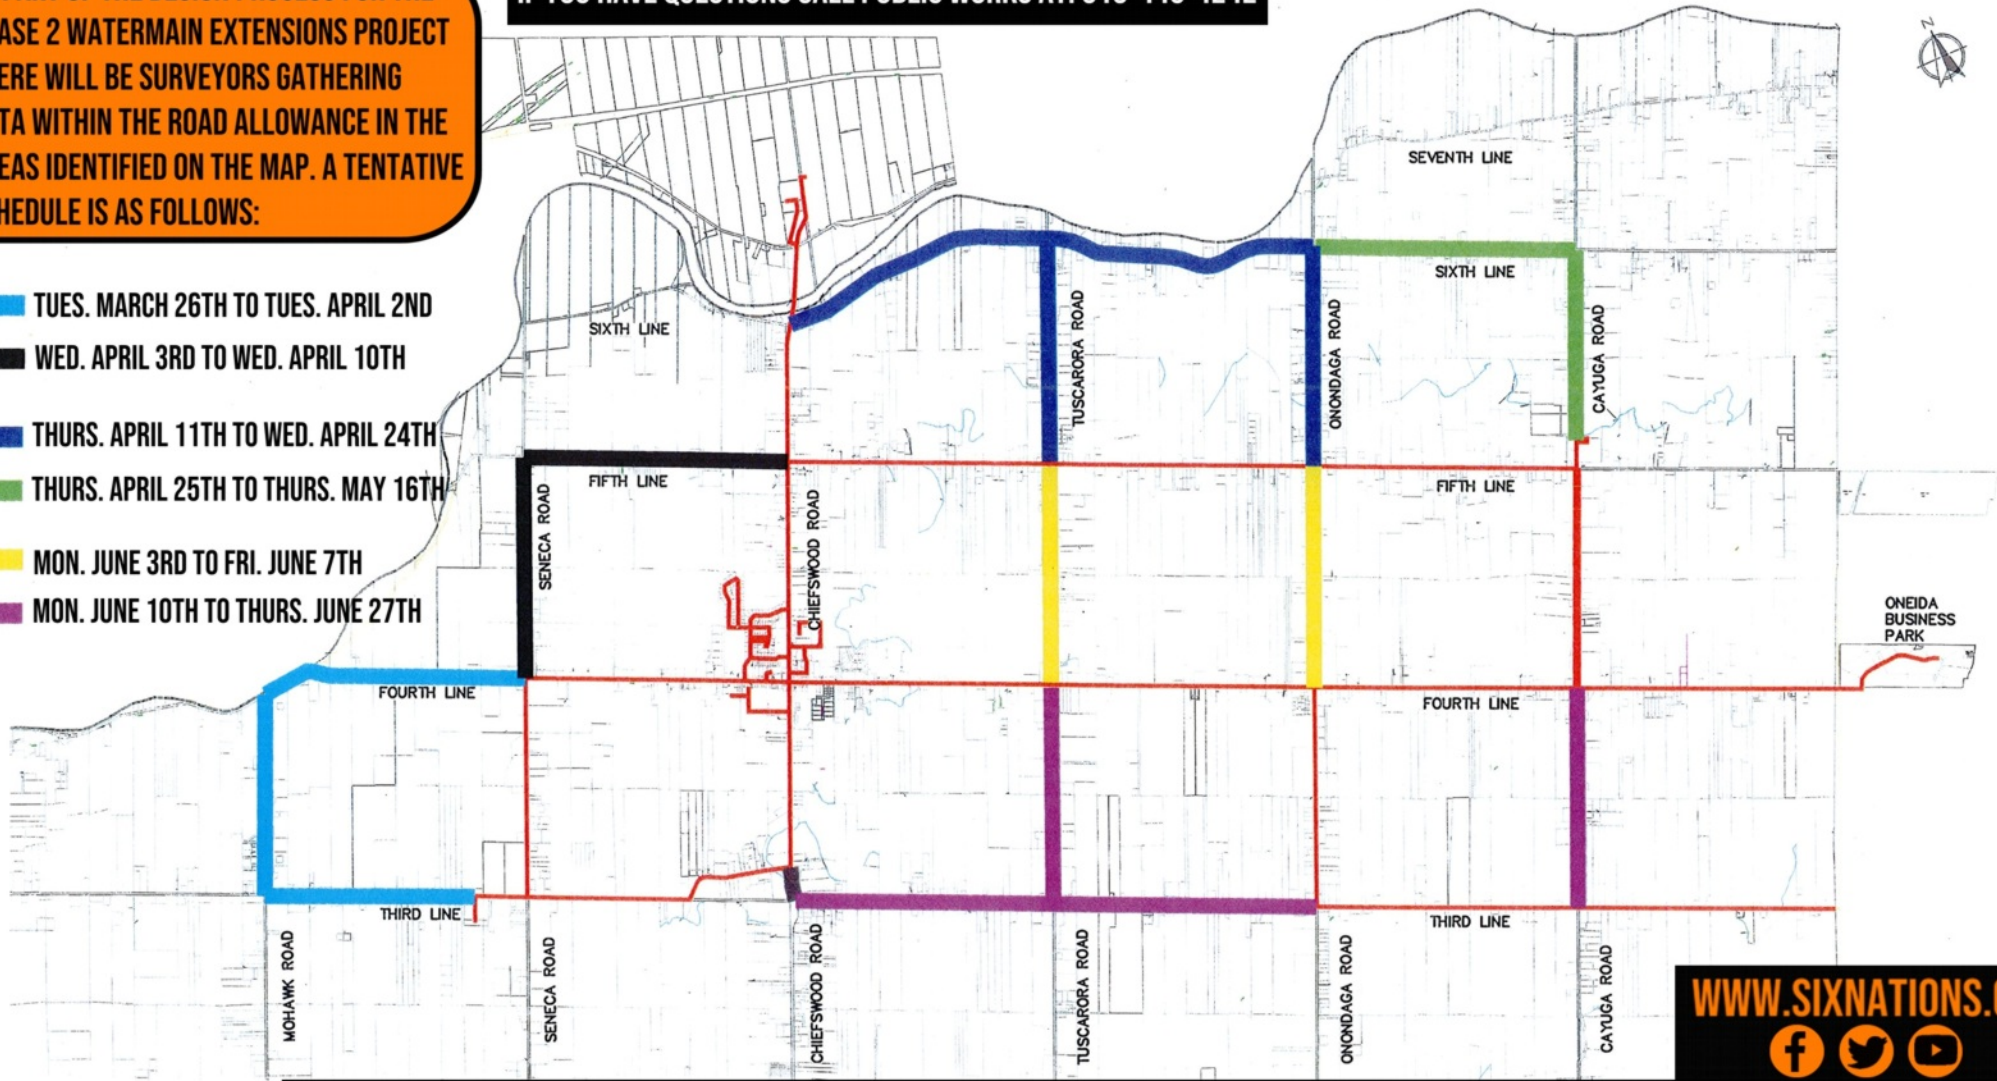 ASE 2 WATERMAIN EXTENSIONS PROJECT
ERE WILL BE SURVEYORS GATHERING
TA WITHIN THE ROAD ALLOWANCE IN THE
EAS IDENTIFIED ON THE MAP. A TENTATIVE
HEDULE IS AS FOLLOWS:
TUES. MARCH 26TH TO TUES. APRIL 2ND
WED. APRIL 3RD TO WED. APRIL 10TH
THURS. APRIL 11TH TO WED. APRIL 24TH
THURS. APRIL 25TH TO THURS. MAY 16TH
MON. JUNE 3RD TO FRI. JUNE 7TH
MON. JUNE 10TH TO THURS. JUNE 27TH
N
SEVENTH LINE
SIXTH LINE
SIXTH LINE
TUSCARORA ROAD
ONONDAGA ROAD
CAYUGA ROAD
FIFTH LINE
FIFTH LINE
SENECA ROAD
CHIEFSWOOD ROAD
ONEIDA
BUSINESS
PARK
FOURTH LINE
FOURTH LINE
THIRD LINE
THIRD LINE
MOHAWK ROAD
SENECA ROAD
CHIEFSWOOD ROAD
TUSCARORA ROAD
ONONDAGA ROAD
CAYUGA ROAD
WWW.SIXNATIONS.